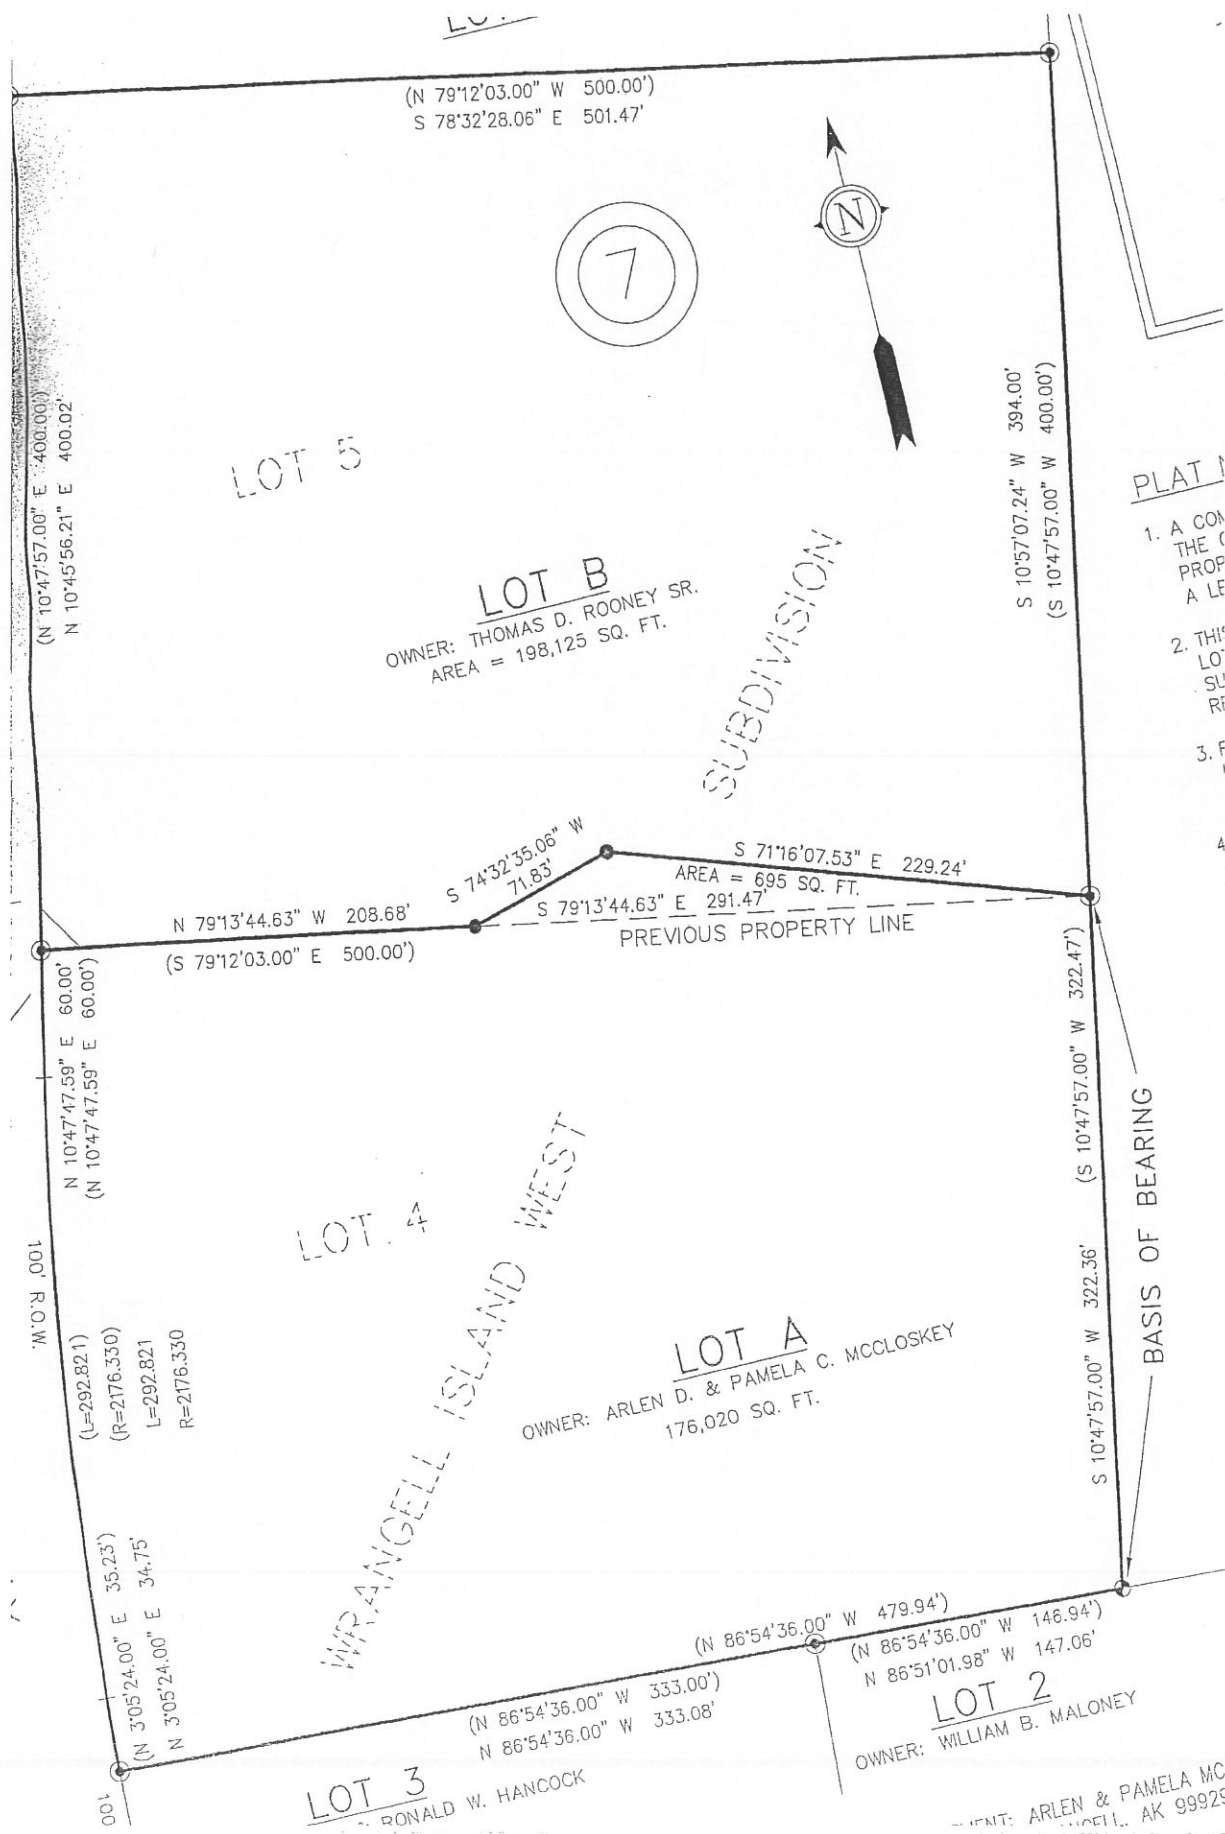 (N 79°12'03.00" W 500.00')
S 78°32'28.06" E 501.47'
N
7
(N 10°47'57.00" E 400.00')
N 10°45'56.21" E 400.02'
S 10°57'07.24" W 394.00'
(S 10°47'57.00" W 400.00')
LOT 5
LOT B
OWNER: THOMAS D. ROONEY SR.
AREA = 198,125 SQ. FT.
SUBDIVISION
PLAT
1. A
THE
A
2.
3.
4
S 74°32'35.06" W
71.83'
S 71°16'07.53" E 229.24'
AREA = 695 SQ. FT.
N 79°13'44.63" W 208.68'
(S 79°12'03.00" E 500.00')
S 79°13'44.63" E 291.47'
PREVIOUS PROPERTY LINE
N 10°47'47.59" E 60.00'
(N 10°47'47.59" E 60.00')
(S 10°47'57.00" W 322.47')
S 10°47'57.00" W 322.36'
BASIS OF BEARING
LOT 4
WRANGELL ISLAND WEST
100' R.O.W.
(L=292.821)
(R=2176.330)
L=292.821
R=2176.330
LOT A
OWNER: ARLEN D. & PAMELA C. MCCLOSKEY
176,020 SQ. FT.
(N 3°05'24.00" E 35.23')
N 3°05'24.00" E 34.75'
(N 86°54'36.00" W 479.94')
(N 86°54'36.00" W 146.94')
N 86°51'01.98" W 147.06'
(N 86°54'36.00" W 333.00')
N 86°54'36.00" W 333.08'
LOT 2
OWNER: WILLIAM B. MALONEY
LOT 3
RONALD W. HANCOCK
100
ARLEN & PAMELA
AK 99929